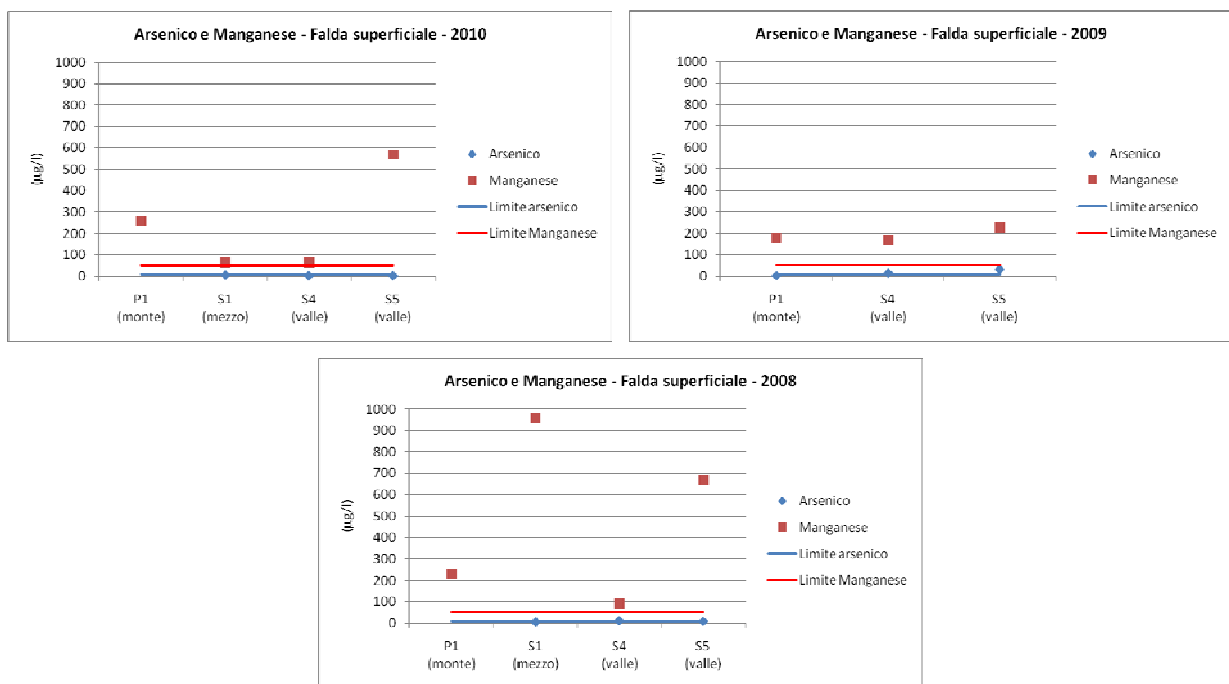 Arsenico e Manganese - Falda superficiale - 2010
1000
900
800
700
600
500
400
300
200
100
0
(µg/l)
P1
(monte)
S1
(mezzo)
S4
(valle)
S5
(valle)
Arsenico
Manganese
Limite arsenico
Limite Manganese
Arsenico e Manganese - Falda superficiale - 2009
1000
900
800
700
600
500
400
300
200
100
0
(µg/l)
P1
(monte)
S4
(valle)
S5
(valle)
Arsenico
Manganese
Limite arsenico
Limite Manganese
Arsenico e Manganese - Falda superficiale - 2008
1000
900
800
700
600
500
400
300
200
100
0
(µg/l)
P1
(monte)
S1
(mezzo)
S4
(valle)
S5
(valle)
Arsenico
Manganese
Limite arsenico
Limite Manganese